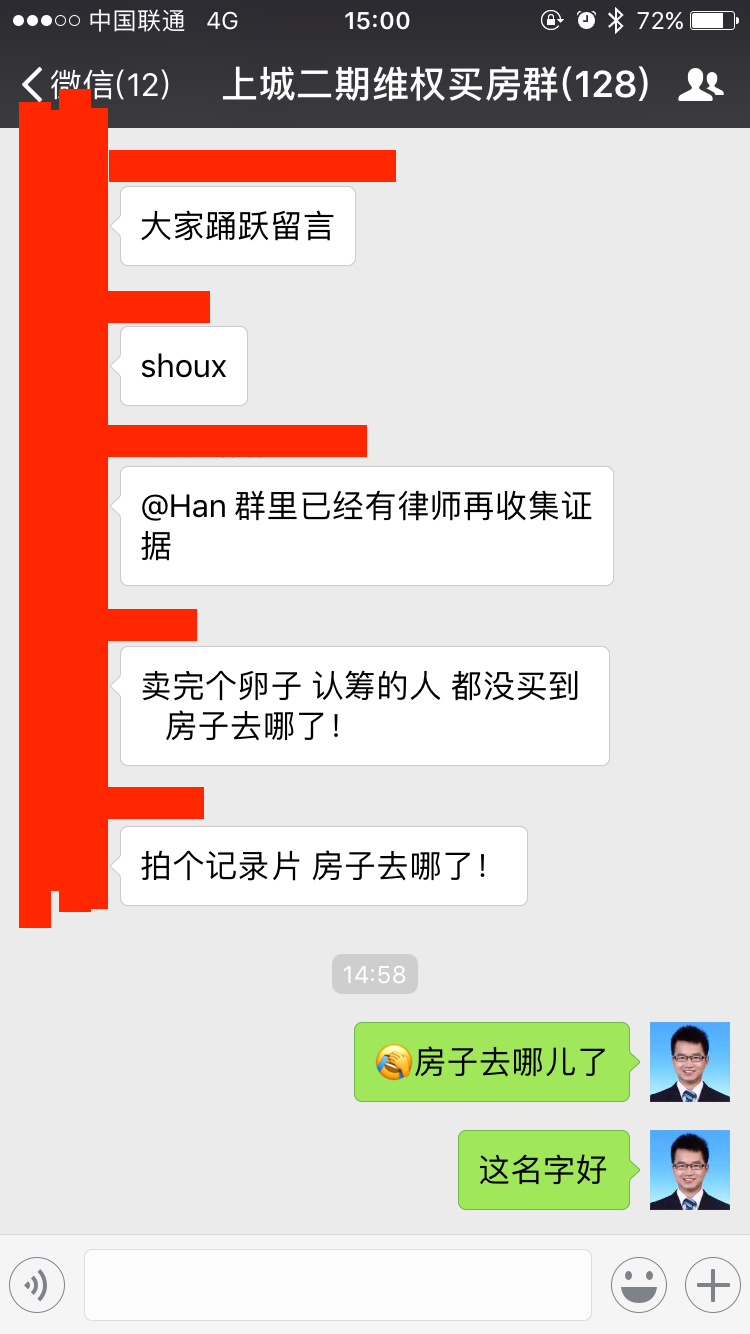 中国联通 4G 15:00 72%
微信(12) 上城二期维权买房群(128)
大家踊跃留言
shoux
@Han 群里已经有律师再收集证
据
卖完个卵子 认筹的人 都没买到
房子去哪了!
拍个记录片 房子去哪了!
14:58
🤣房子去哪儿了
这名字好